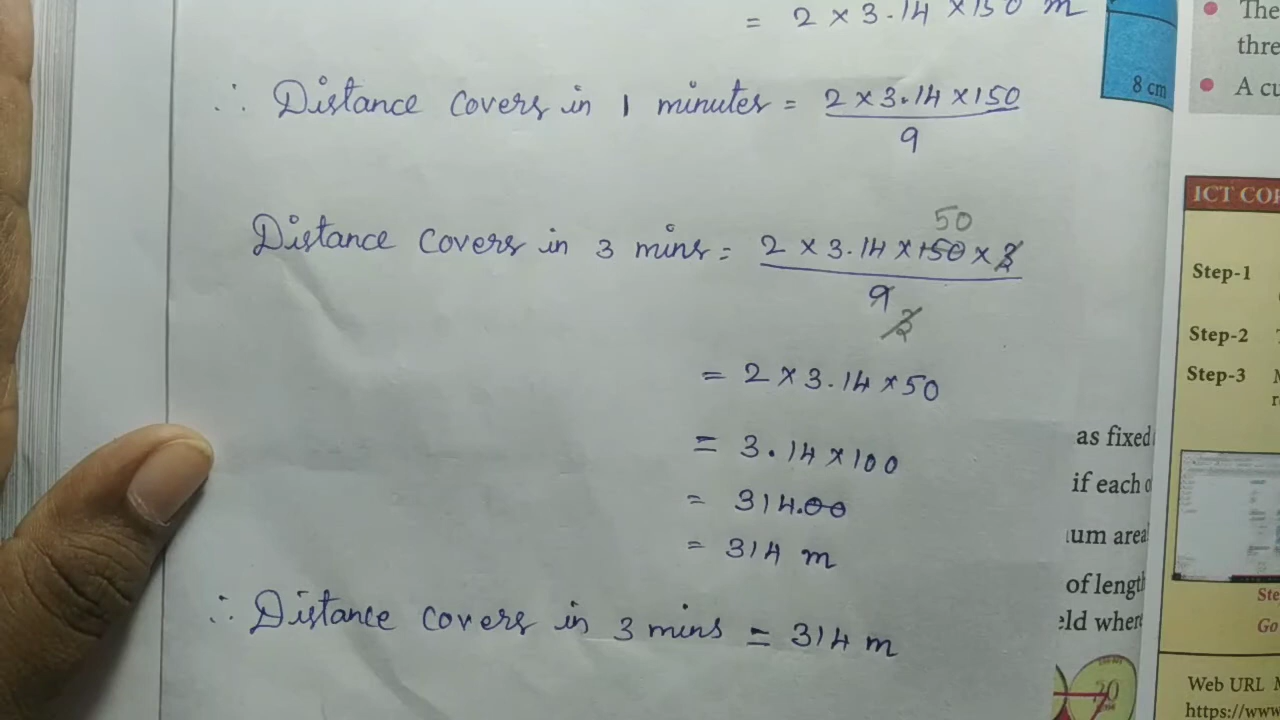 = 2 × 3.14 × 150 m
∴ Distance covers in 1 minutes = 2 × 3.14 × 150
9
50
Distance covers in 3 mins = 2 × 3.14 × 150 × 3
9
3
= 2 × 3.14 × 50
= 3.14 × 100
= 314.00
= 314 m
∴ Distance covers in 3 mins = 314 m
8 cm
• The
thre
• A cu
ICT COR
Step-1
Step-2
Step-3
as fixed
if each o
um area
of length
eld where
Ste
Go
Web URL
https://www